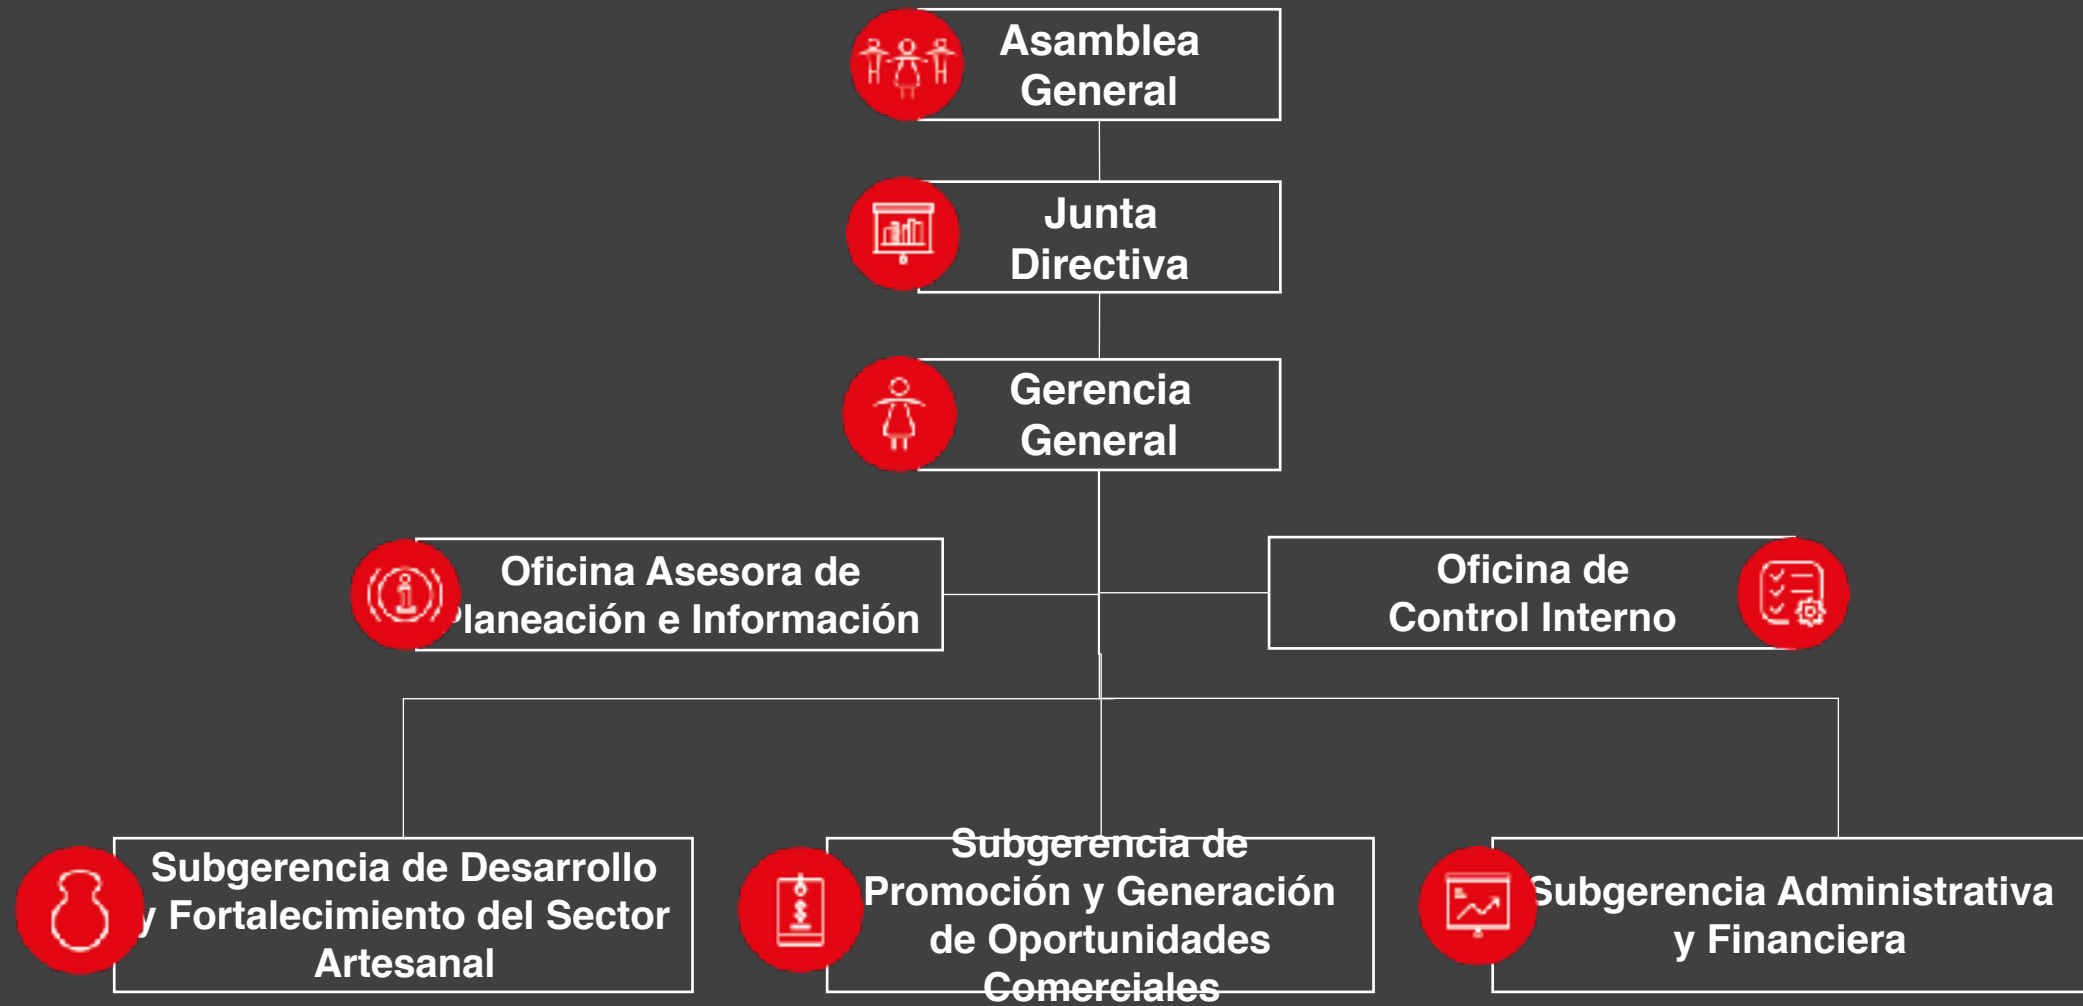 Asamblea
General
Junta
Directiva
Gerencia
General
Oficina Asesora de
Planeación e Información
Oficina de
Control Interno
Subgerencia de Desarrollo
y Fortalecimiento del Sector
Artesanal
Subgerencia de
Promoción y Generación
de Oportunidades
Comerciales
Subgerencia Administrativa
y Financiera